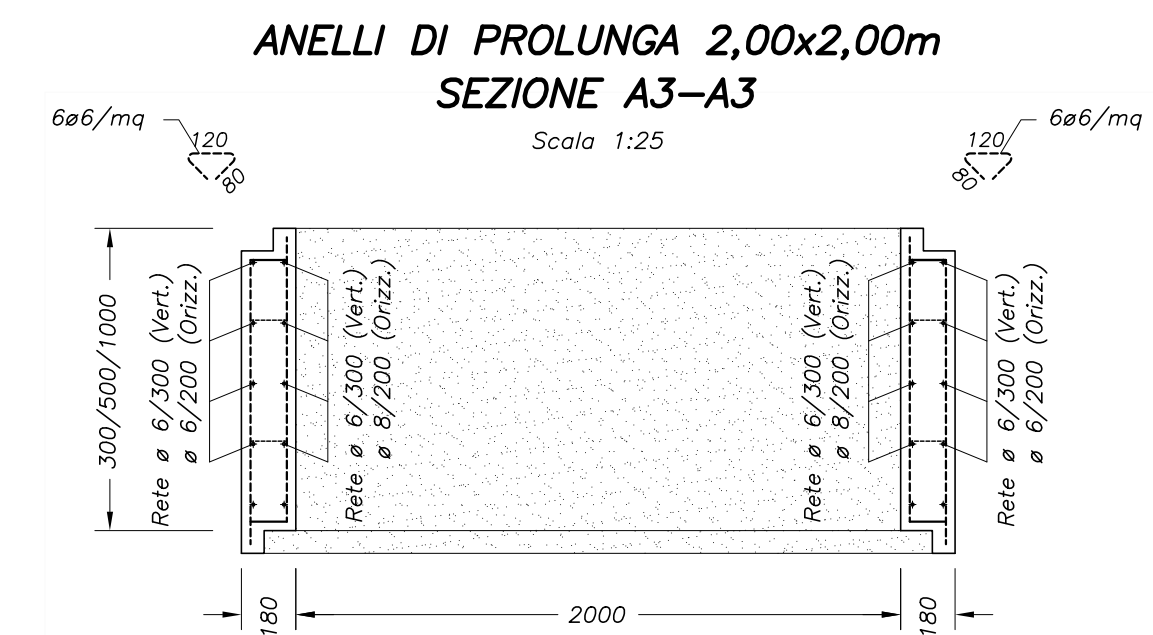 ANELLI DI PROLUNGA 2,00x2,00m
SEZIONE A3-A3
Scala 1:25
6ø6/mq
120
80
6ø6/mq
120
80
300/500/1000
Rete ø 6/300 (Vert.)
ø 6/200 (Orizz.)
Rete ø 6/300 (Vert.)
ø 8/200 (Orizz.)
Rete ø 6/300 (Vert.)
ø 8/200 (Orizz.)
Rete ø 6/300 (Vert.)
ø 6/200 (Orizz.)
180
2000
180